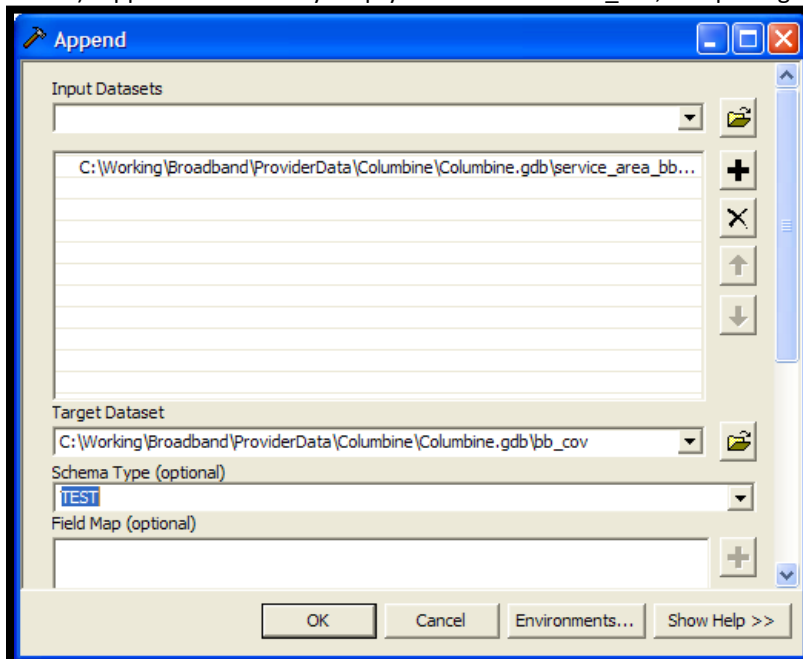 Append
Input Datasets
C:\Working\Broadband\ProviderData\Columbine\Columbine.gdb\service_area_bb...
Target Dataset
C:\Working\Broadband\ProviderData\Columbine\Columbine.gdb\bb_cov
Schema Type (optional)
TEST
Field Map (optional)
OK Cancel Environments... Show Help >>